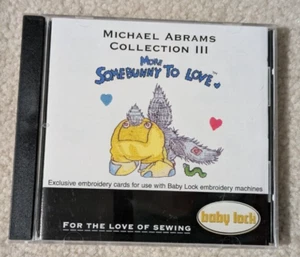 MICHAEL ABRAMS
COLLECTION III
MORE
SOMEBUNNY TO LOVE
Exclusive embroidery cards for use with Baby Lock embroidery machines
FOR THE LOVE OF SEWING
baby lock